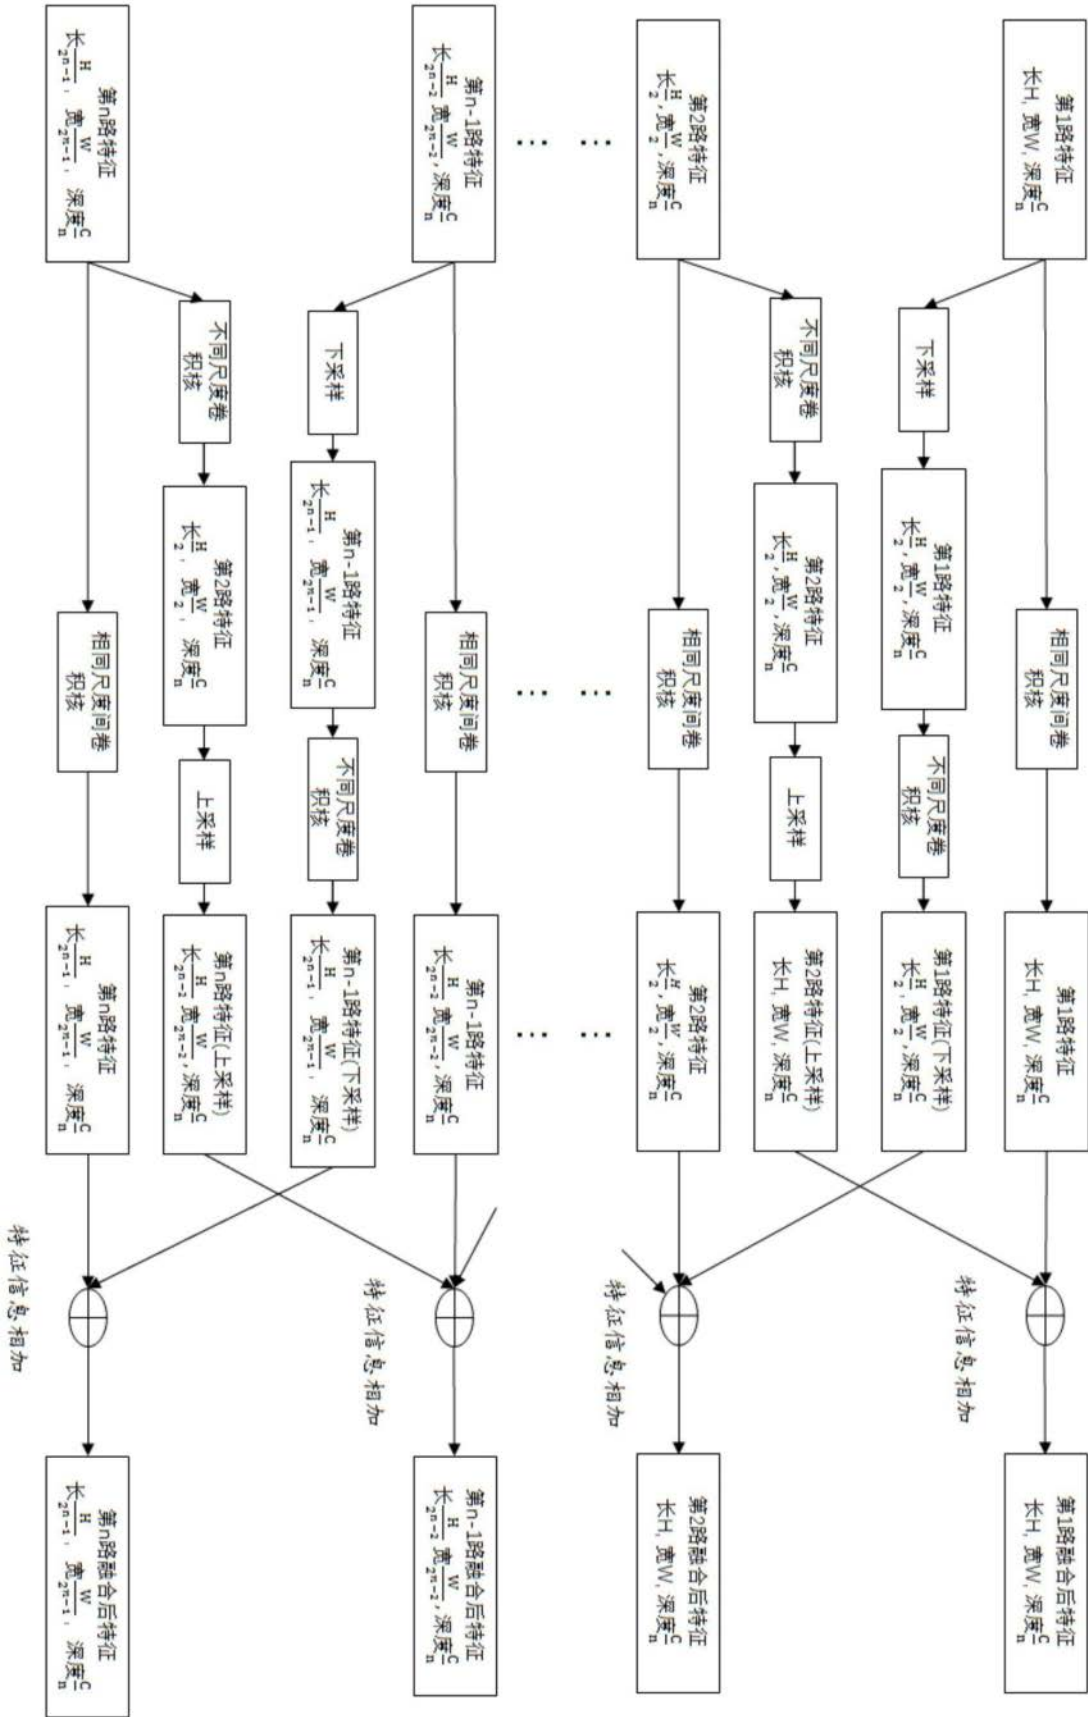 第1路特征
长H, 宽W, 深度C/n
相同尺度间卷
积核
第1路特征
长H, 宽W, 深度C/n
特征信息相加
第1路融合后特征
长H, 宽W, 深度C/n
下采样
第1路特征
长H/2, 宽W/2, 深度C/n
不同尺度卷
积核
第1路特征(下采样)
长H/2, 宽W/2, 深度C/n
不同尺度卷
积核
第2路特征
长H/2, 宽W/2, 深度C/n
上采样
第2路特征(上采样)
长H, 宽W, 深度C/n
第2路特征
长H/2, 宽W/2, 深度C/n
相同尺度间卷
积核
第2路特征
长H/2, 宽W/2, 深度C/n
特征信息相加
第2路融合后特征
长H, 宽W, 深度C/n
... ...
... ...
... ...
第n-1路特征
长H/2^{n-2} 宽W/2^{n-2}, 深度C/n
相同尺度间卷
积核
第n-1路特征
长H/2^{n-2} 宽W/2^{n-2}, 深度C/n
特征信息相加
第n-1路融合后特征
长H/2^{n-2} 宽W/2^{n-2}, 深度C/n
下采样
第n-1路特征
长H/2^{n-1}, 宽W/2^{n-1}, 深度C/n
不同尺度卷
积核
第n-1路特征(下采样)
长H/2^{n-1}, 宽W/2^{n-1}, 深度C/n
不同尺度卷
积核
第2路特征
长H/2, 宽W/2, 深度C/n
上采样
第n路特征(上采样)
长H/2^{n-2} 宽W/2^{n-2}, 深度C/n
第n路特征
长H/2^{n-1}, 宽W/2^{n-1}, 深度C/n
相同尺度间卷
积核
第n路特征
长H/2^{n-1}, 宽W/2^{n-1}, 深度C/n
特征信息相加
第n路融合后特征
长H/2^{n-1}, 宽W/2^{n-1}, 深度C/n